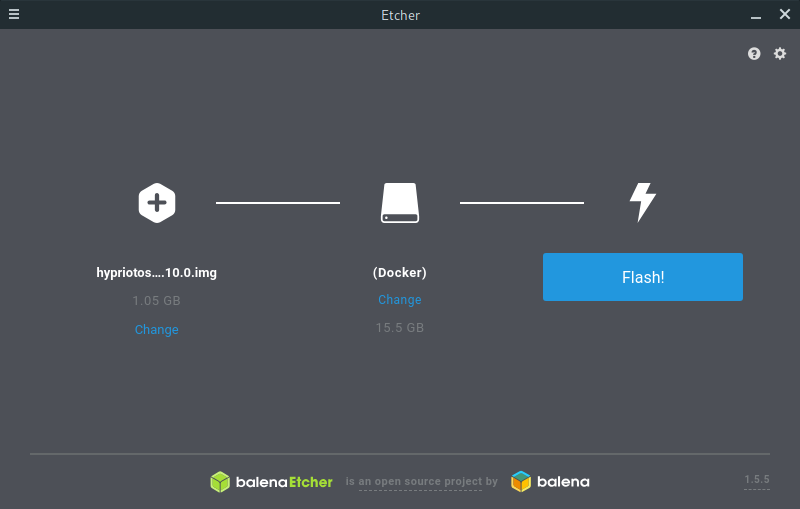 Etcher
hypriotos....10.0.img
1.05 GB
Change
(Docker)
Change
15.5 GB
Flash!
balenaEtcher is an open source project by balena
1.5.5